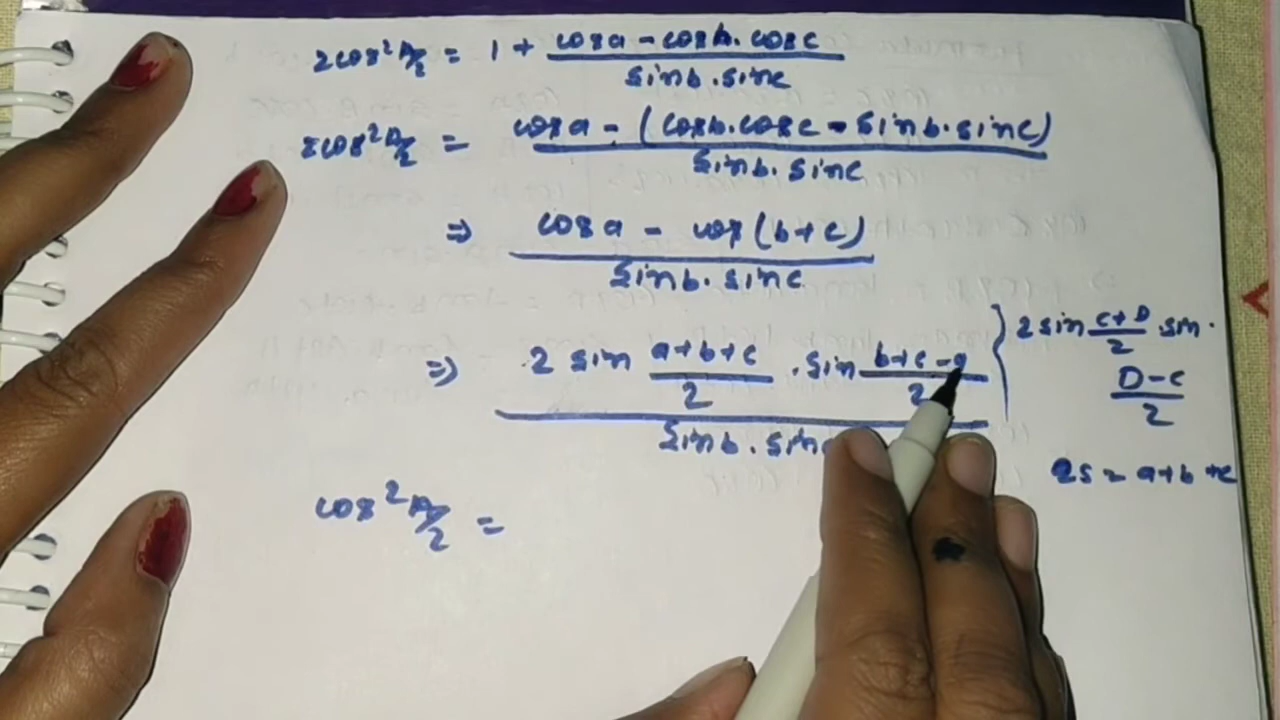 2cos² A/2 = 1 + (cos a - cos b . cos c) / (sin b . sin c)
2cos² A/2 = (cos a - (cos b . cos c - sin b . sin c)) / (sin b . sin c)
⇒ (cos a - cos (b+c)) / (sin b . sin c)
⇒ (2 sin (a+b+c)/2 . sin (b+c-a)/2) / (sin b . sin
} 2 sin (C+D)/2 . sin .
(D-C)/2
2s = a+b+c
cos² A/2 =